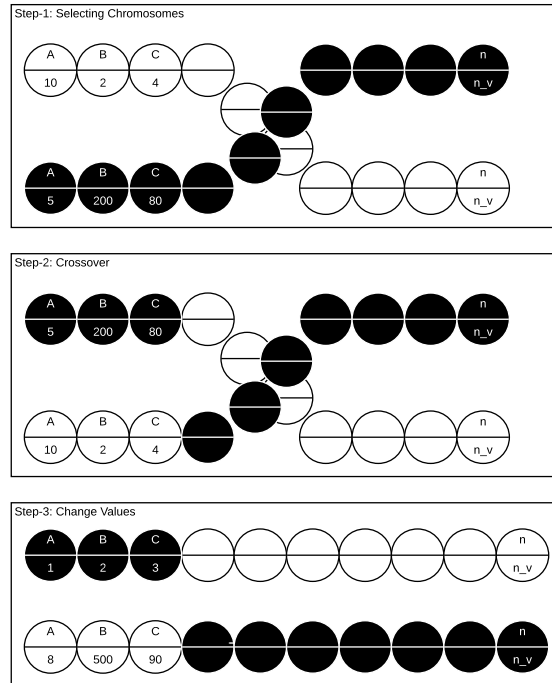 Step-1: Selecting Chromosomes
A B C n
10 2 4 n_v
A B C n
5 200 80 n_v
Step-2: Crossover
A B C n
5 200 80 n_v
A B C n
10 2 4 n_v
Step-3: Change Values
A B C n
1 2 3 n_v
A B C n
8 500 90 n_v